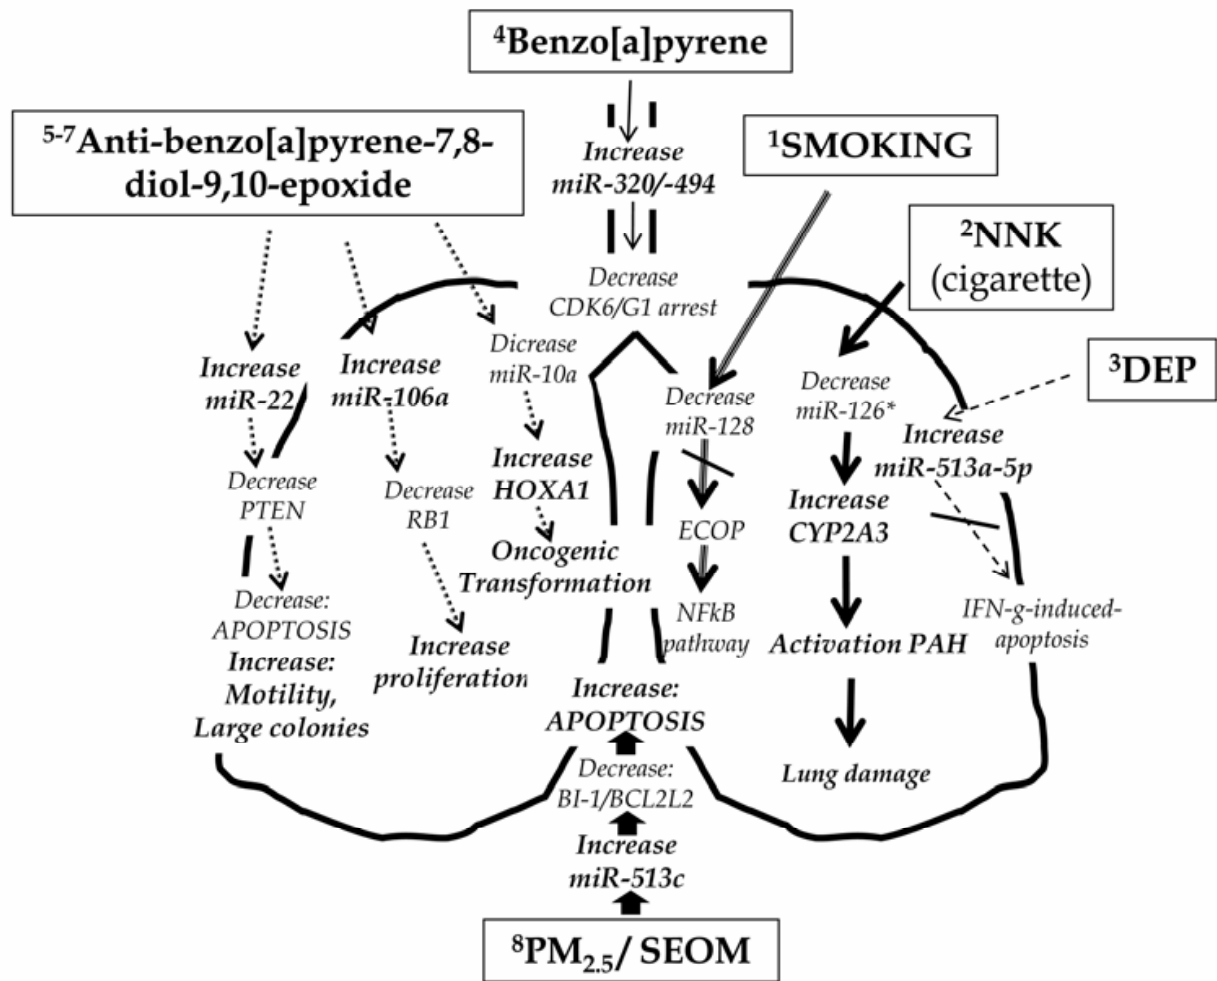 ⁴Benzo[a]pyrene
⁵⁻⁷Anti-benzo[a]pyrene-7,8-
diol-9,10-epoxide
Increase
miR-320/-494
Decrease
CDK6/G1 arrest
¹SMOKING
²NNK
(cigarette)
³DEP
Increase
miR-22
Decrease
PTEN
Decrease:
APOPTOSIS
Increase:
Motility,
Large colonies
Increase
miR-106a
Decrease
RB1
Increase
proliferation
Dicrease
miR-10a
Increase
HOXA1
Oncogenic
Transformation
Decrease
miR-128
ECOP
NFkB
pathway
Decrease
miR-126*
Increase
CYP2A3
Activation PAH
Lung damage
Increase
miR-513a-5p
IFN-g-induced-
apoptosis
Increase:
APOPTOSIS
Decrease:
BI-1/BCL2L2
Increase
miR-513c
⁸PM₂.₅/ SEOM